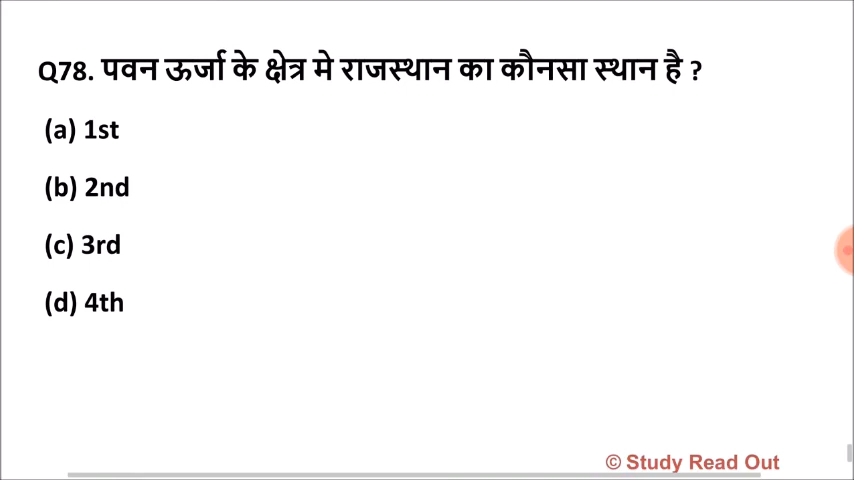 Q78. पवन ऊर्जा के क्षेत्र मे राजस्थान का कौनसा स्थान है ?
(a) 1st
(b) 2nd
(c) 3rd
(d) 4th
© Study Read Out